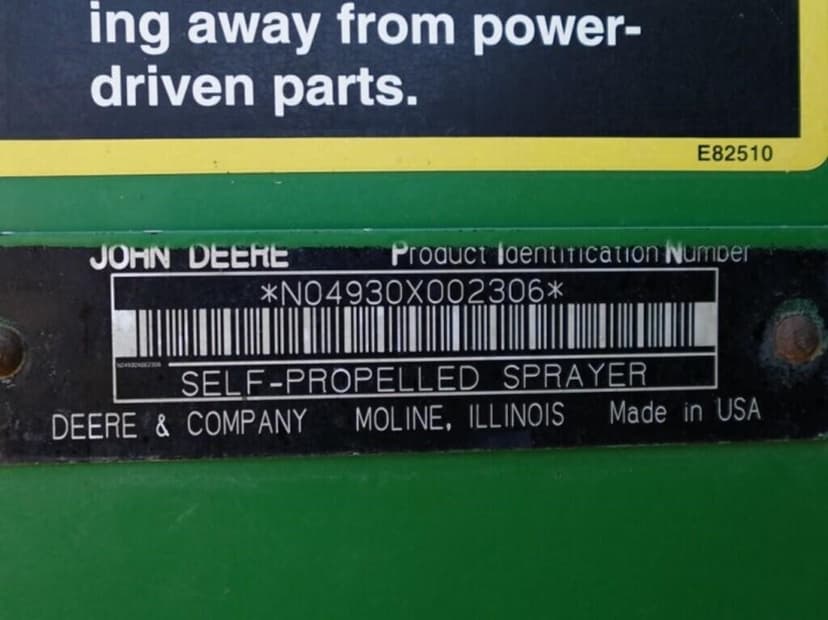 ing away from power-
driven parts.
E82510
JOHN DEERE Product Identification Number
*N04930X002306*
N04930X002306
SELF-PROPELLED SPRAYER
DEERE & COMPANY MOLINE, ILLINOIS Made in USA